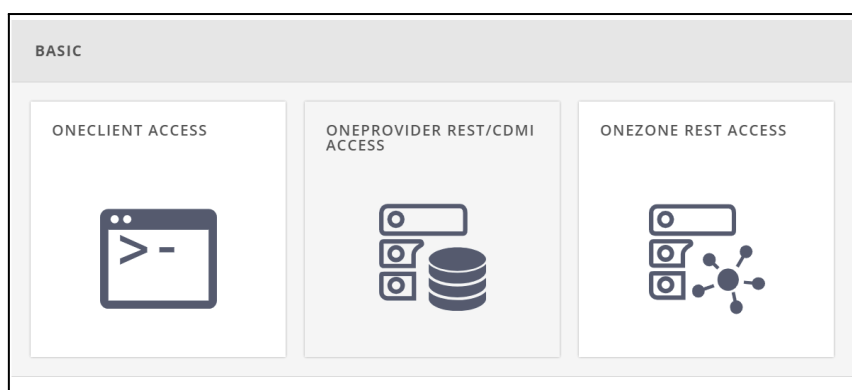 BASIC
ONECLIENT ACCESS
ONEPROVIDER REST/CDMI
ACCESS
ONEZONE REST ACCESS
>-